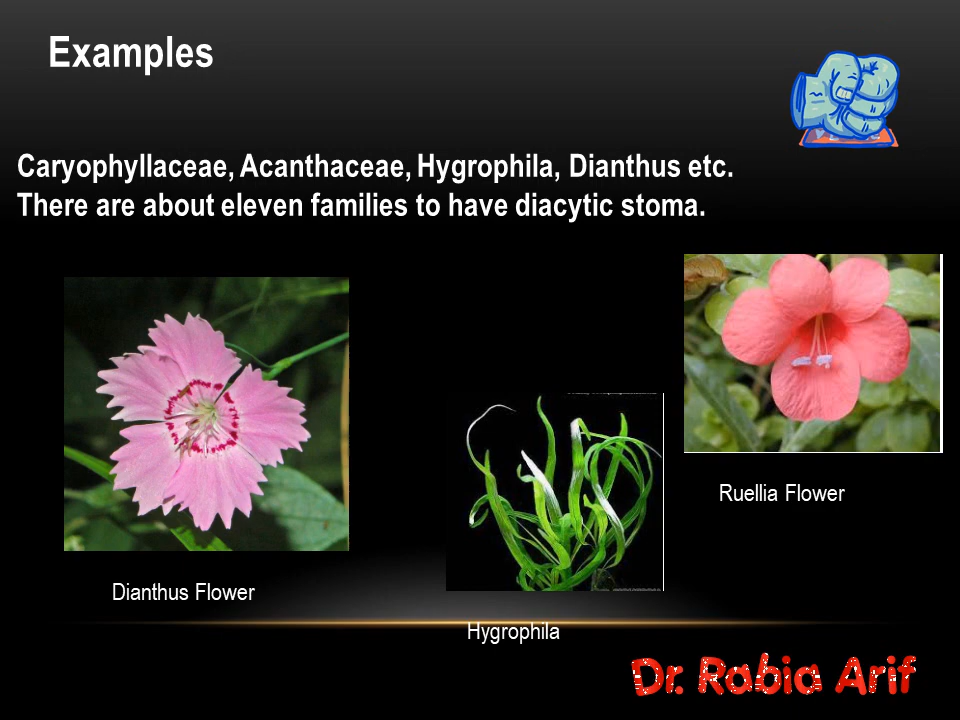 Examples
Caryophyllaceae, Acanthaceae, Hygrophila, Dianthus etc.
There are about eleven families to have diacytic stoma.
Ruellia Flower
Dianthus Flower
Hygrophila
Dr. Rabia Arif